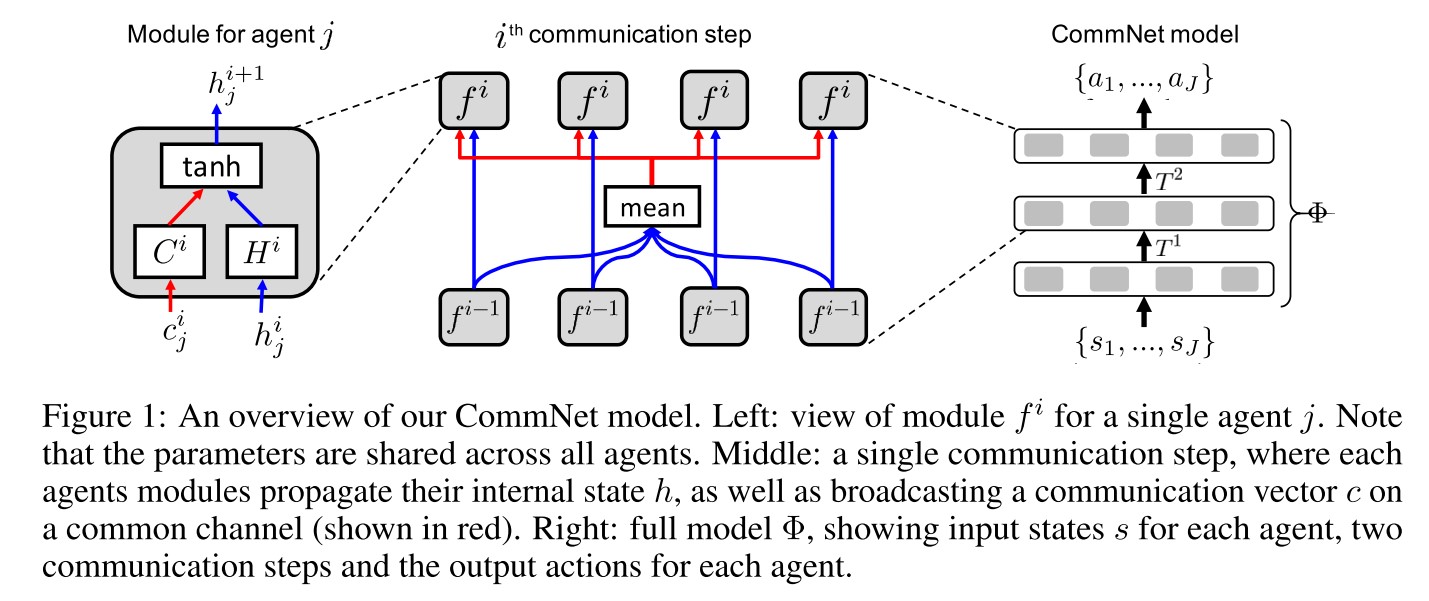 Module for agent j
h_j^{i+1}
tanh
C^i
H^i
c_j^i
h_j^i
i^th communication step
f^i f^i f^i f^i
mean
f^{i-1} f^{i-1} f^{i-1} f^{i-1}
CommNet model
{a_1, ..., a_J}
T^2
Φ
T^1
{s_1, ..., s_J}
Figure 1: An overview of our CommNet model. Left: view of module f^i for a single agent j. Note
that the parameters are shared across all agents. Middle: a single communication step, where each
agents modules propagate their internal state h, as well as broadcasting a communication vector c on
a common channel (shown in red). Right: full model Φ, showing input states s for each agent, two
communication steps and the output actions for each agent.